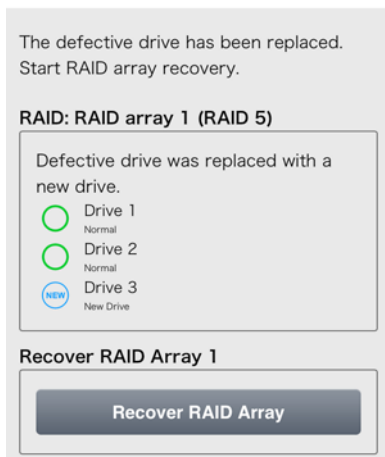 The defective drive has been replaced.
Start RAID array recovery.
RAID: RAID array 1 (RAID 5)
Defective drive was replaced with a
new drive.
Drive 1
Normal
Drive 2
Normal
NEW
Drive 3
New Drive
Recover RAID Array 1
Recover RAID Array